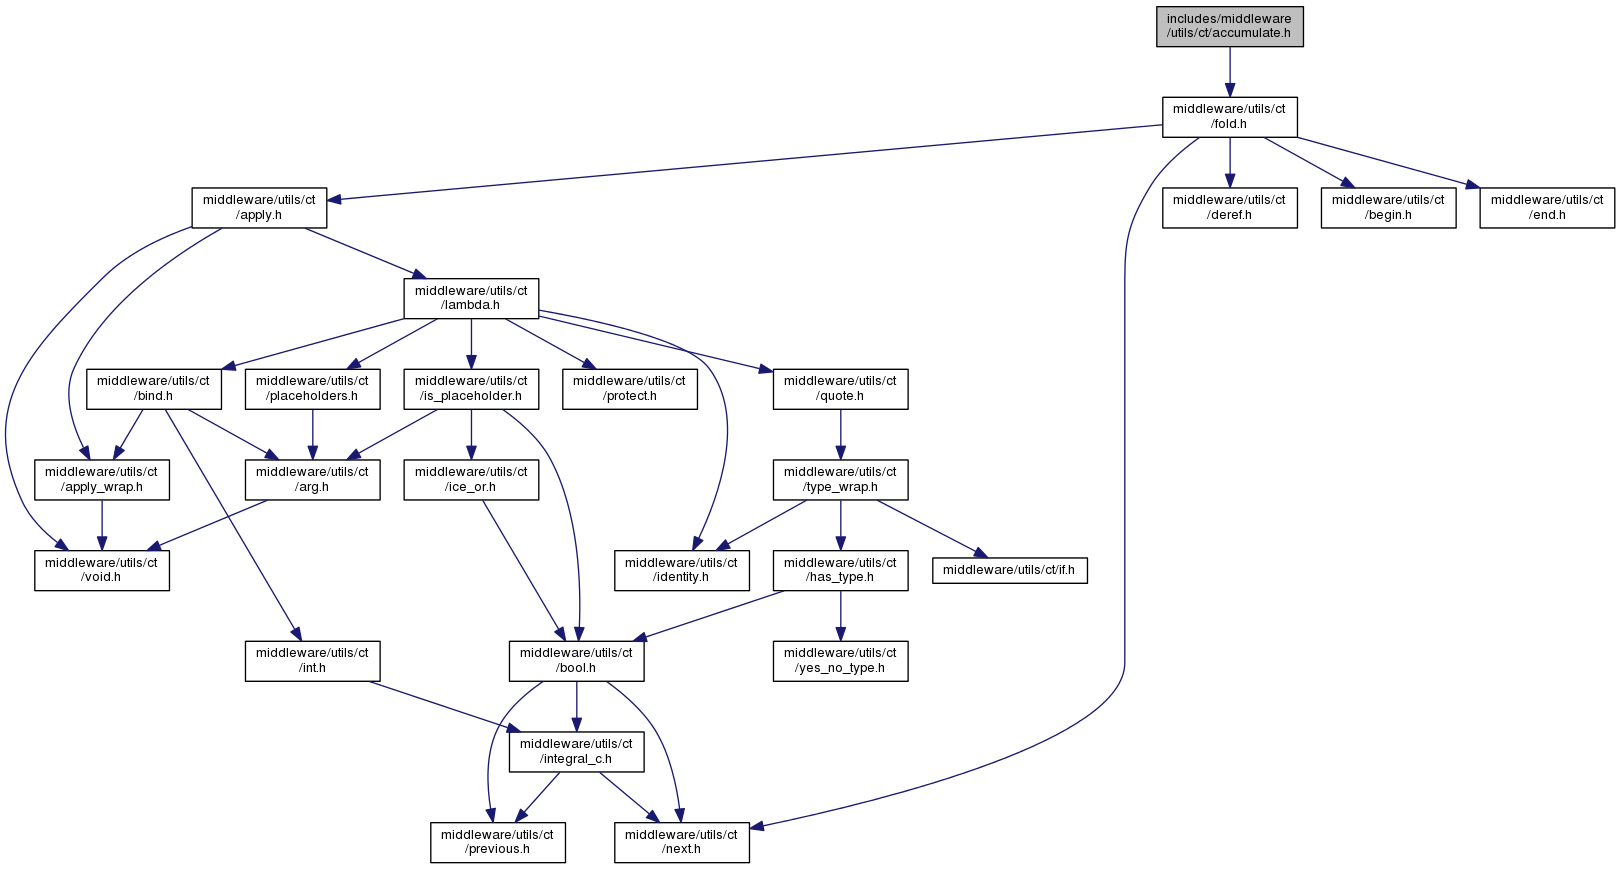 includes/middleware
/utils/ct/accumulate.h
middleware/utils/ct
/fold.h
middleware/utils/ct
/apply.h
middleware/utils/ct
/deref.h
middleware/utils/ct
/begin.h
middleware/utils/ct
/end.h
middleware/utils/ct
/lambda.h
middleware/utils/ct
/bind.h
middleware/utils/ct
/placeholders.h
middleware/utils/ct
/is_placeholder.h
middleware/utils/ct
/protect.h
middleware/utils/ct
/quote.h
middleware/utils/ct
/apply_wrap.h
middleware/utils/ct
/arg.h
middleware/utils/ct
/ice_or.h
middleware/utils/ct
/type_wrap.h
middleware/utils/ct
/void.h
middleware/utils/ct
/identity.h
middleware/utils/ct
/has_type.h
middleware/utils/ct/if.h
middleware/utils/ct
/int.h
middleware/utils/ct
/bool.h
middleware/utils/ct
/yes_no_type.h
middleware/utils/ct
/integral_c.h
middleware/utils/ct
/previous.h
middleware/utils/ct
/next.h